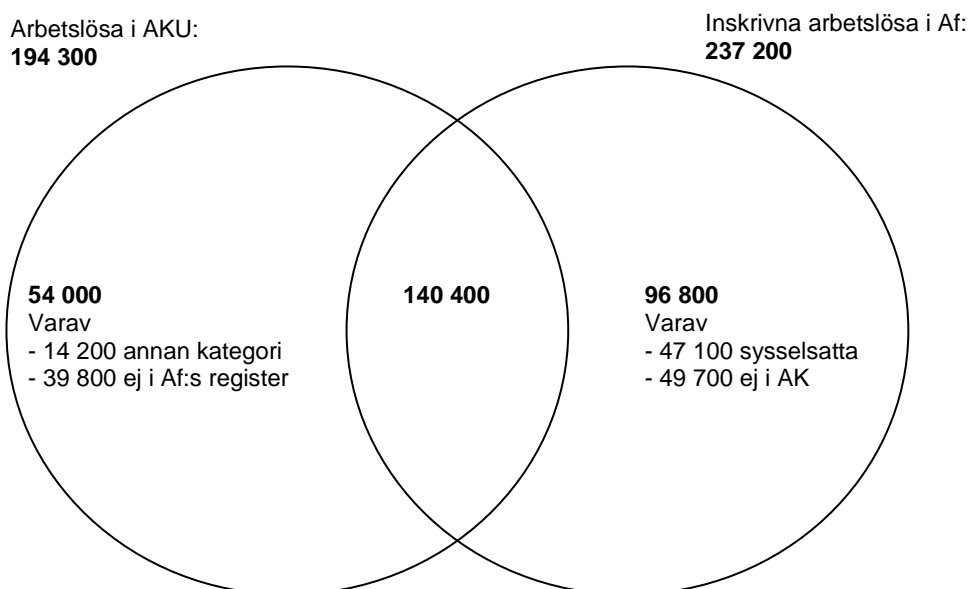 Arbetslösa i AKU:
194 300
Inskrivna arbetslösa i Af:
237 200
54 000
Varav
- 14 200 annan kategori
- 39 800 ej i Af:s register
140 400
96 800
Varav
- 47 100 sysselsatta
- 49 700 ej i AK